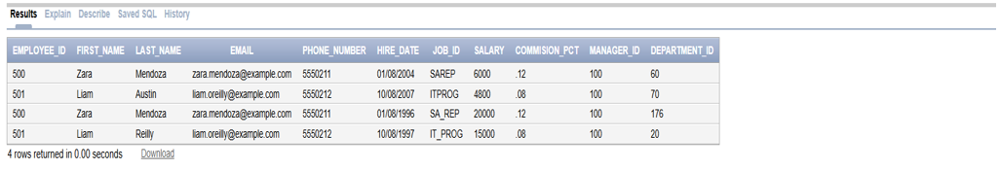 Results Explain Describe Saved SQL History
EMPLOYEE_ID FIRST_NAME LAST_NAME EMAIL PHONE_NUMBER HIRE_DATE JOB_ID SALARY COMMISION_PCT MANAGER_ID DEPARTMENT_ID
500 Zara Mendoza zara.mendoza@example.com 5550211 01/08/2004 SAREP 6000 .12 100 60
501 Liam Austin liam.oreilly@example.com 5550212 10/08/2007 ITPROG 4800 .08 100 70
500 Zara Mendoza zara.mendoza@example.com 5550211 01/08/1996 SA_REP 20000 .12 100 176
501 Liam Reilly liam.oreilly@example.com 5550212 10/08/1997 IT_PROG 15000 .08 100 20
4 rows returned in 0.00 seconds Download